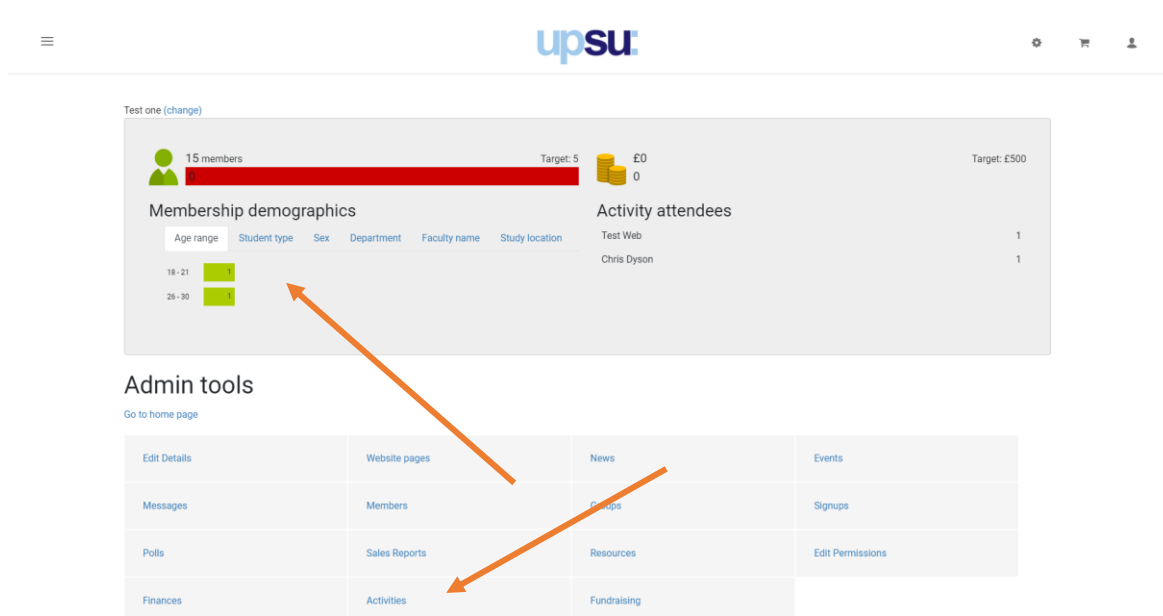 upsu:
Test one (change)
15 members Target: 5
0
£0 Target: £500
0
Membership demographics
Age range Student type Sex Department Faculty name Study location
18 - 21 1
26 - 30 1
Activity attendees
Test Web 1
Chris Dyson 1
Admin tools
Go to home page
Edit Details Website pages News Events
Messages Members Groups Signups
Polls Sales Reports Resources Edit Permissions
Finances Activities Fundraising